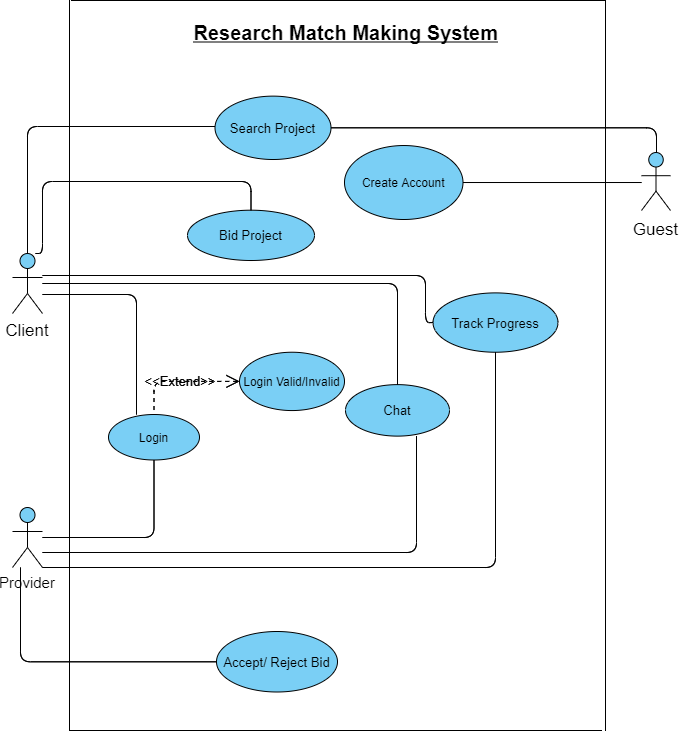 Research Match Making System
Search Project
Create Account
Guest
Bid Project
Client
Track Progress
<<Extend>>
Login Valid/Invalid
Chat
Login
Provider
Accept/ Reject Bid